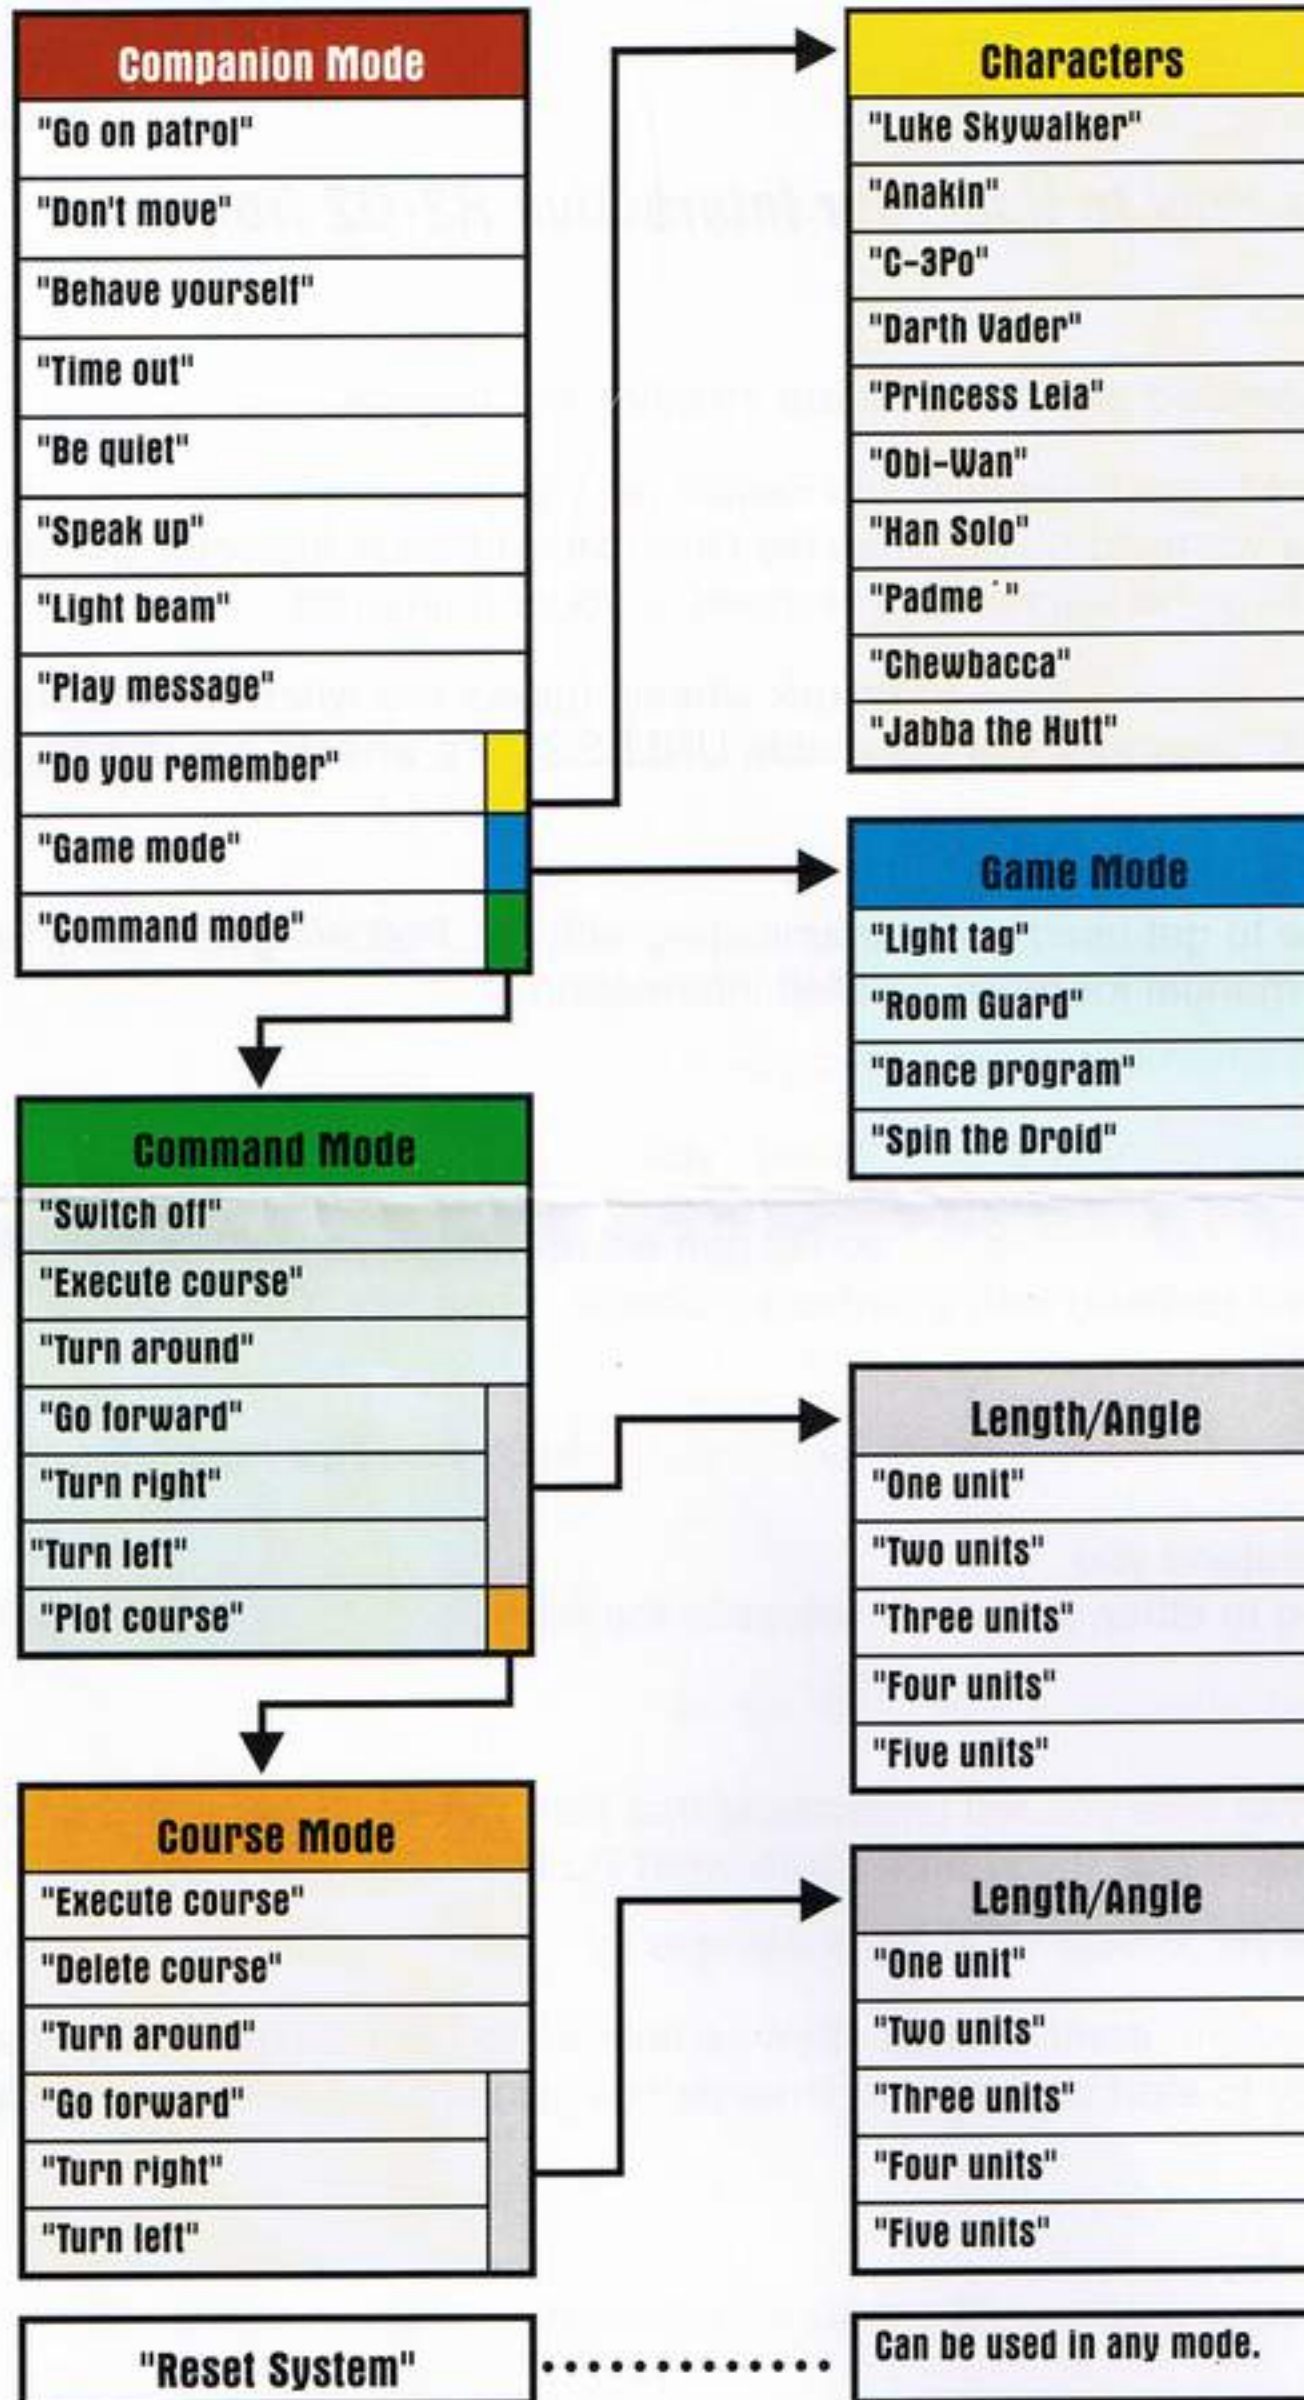 Companion Mode
"Go on patrol"
"Don't move"
"Behave yourself"
"Time out"
"Be quiet"
"Speak up"
"Light beam"
"Play message"
"Do you remember"
"Game mode"
"Command mode"
Characters
"Luke Skywalker"
"Anakin"
"C-3Po"
"Darth Vader"
"Princess Leia"
"Obi-Wan"
"Han Solo"
"Padme ´"
"Chewbacca"
"Jabba the Hutt"
Game Mode
"Light tag"
"Room Guard"
"Dance program"
"Spin the Droid"
Command Mode
"Switch off"
"Execute course"
"Turn around"
"Go forward"
"Turn right"
"Turn left"
"Plot course"
Length/Angle
"One unit"
"Two units"
"Three units"
"Four units"
"Five units"
Course Mode
"Execute course"
"Delete course"
"Turn around"
"Go forward"
"Turn right"
"Turn left"
Length/Angle
"One unit"
"Two units"
"Three units"
"Four units"
"Five units"
"Reset System"
Can be used in any mode.